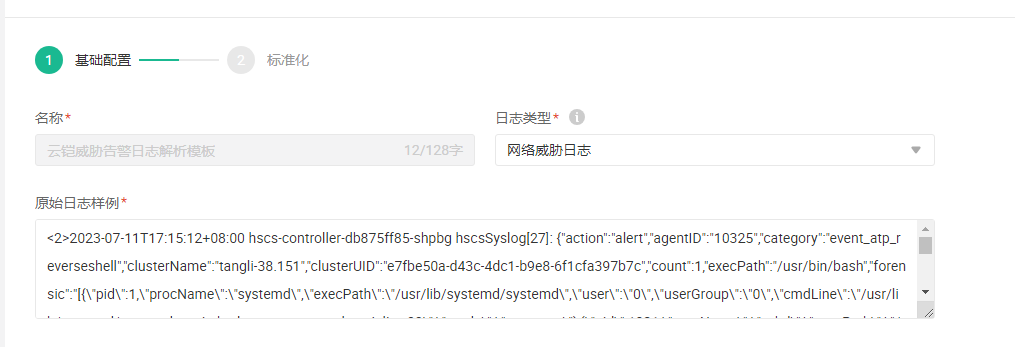 1 基础配置 2 标准化
名称* 日志类型*
云铠威胁告警日志解析模板 12/128字 网络威胁日志
原始日志样例*
<2>2023-07-11T17:15:12+08:00 hscs-controller-db875ff85-shpbg hscsSyslog[27]: {"action":"alert","agentID":"10325","category":"event_atp_r
everseshell","clusterName":"tangli-38.151","clusterUID":"e7fbe50a-d43c-4dc1-b9e8-6f1cfa397b7c","count":1,"execPath":"/usr/bin/bash","foren
sic":"[{\"pid\":1,\"procName\":\"systemd\",\"execPath\":\"/usr/lib/systemd/systemd\",\"user\":\"0\",\"userGroup\":\"0\",\"cmdLine\":\"/usr/li